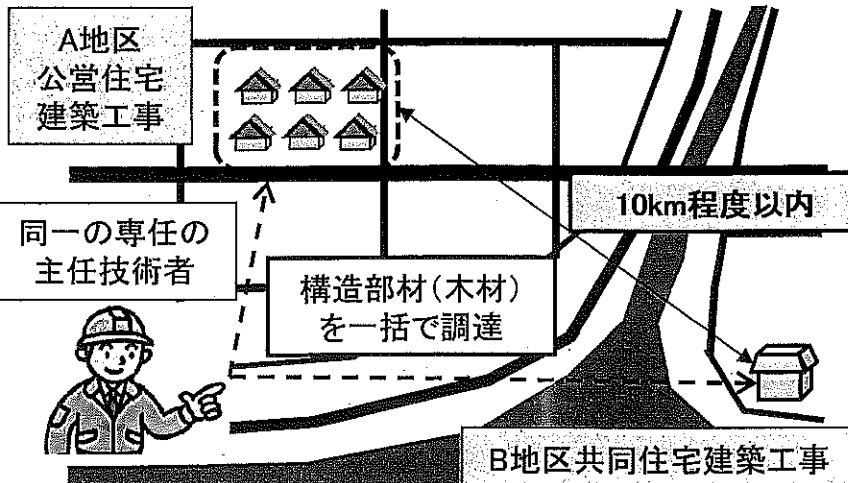 A地区
公営住宅
建築工事
10km程度以内
同一の専任の
主任技術者
構造部材(木材)
を一括で調達
B地区共同住宅建築工事